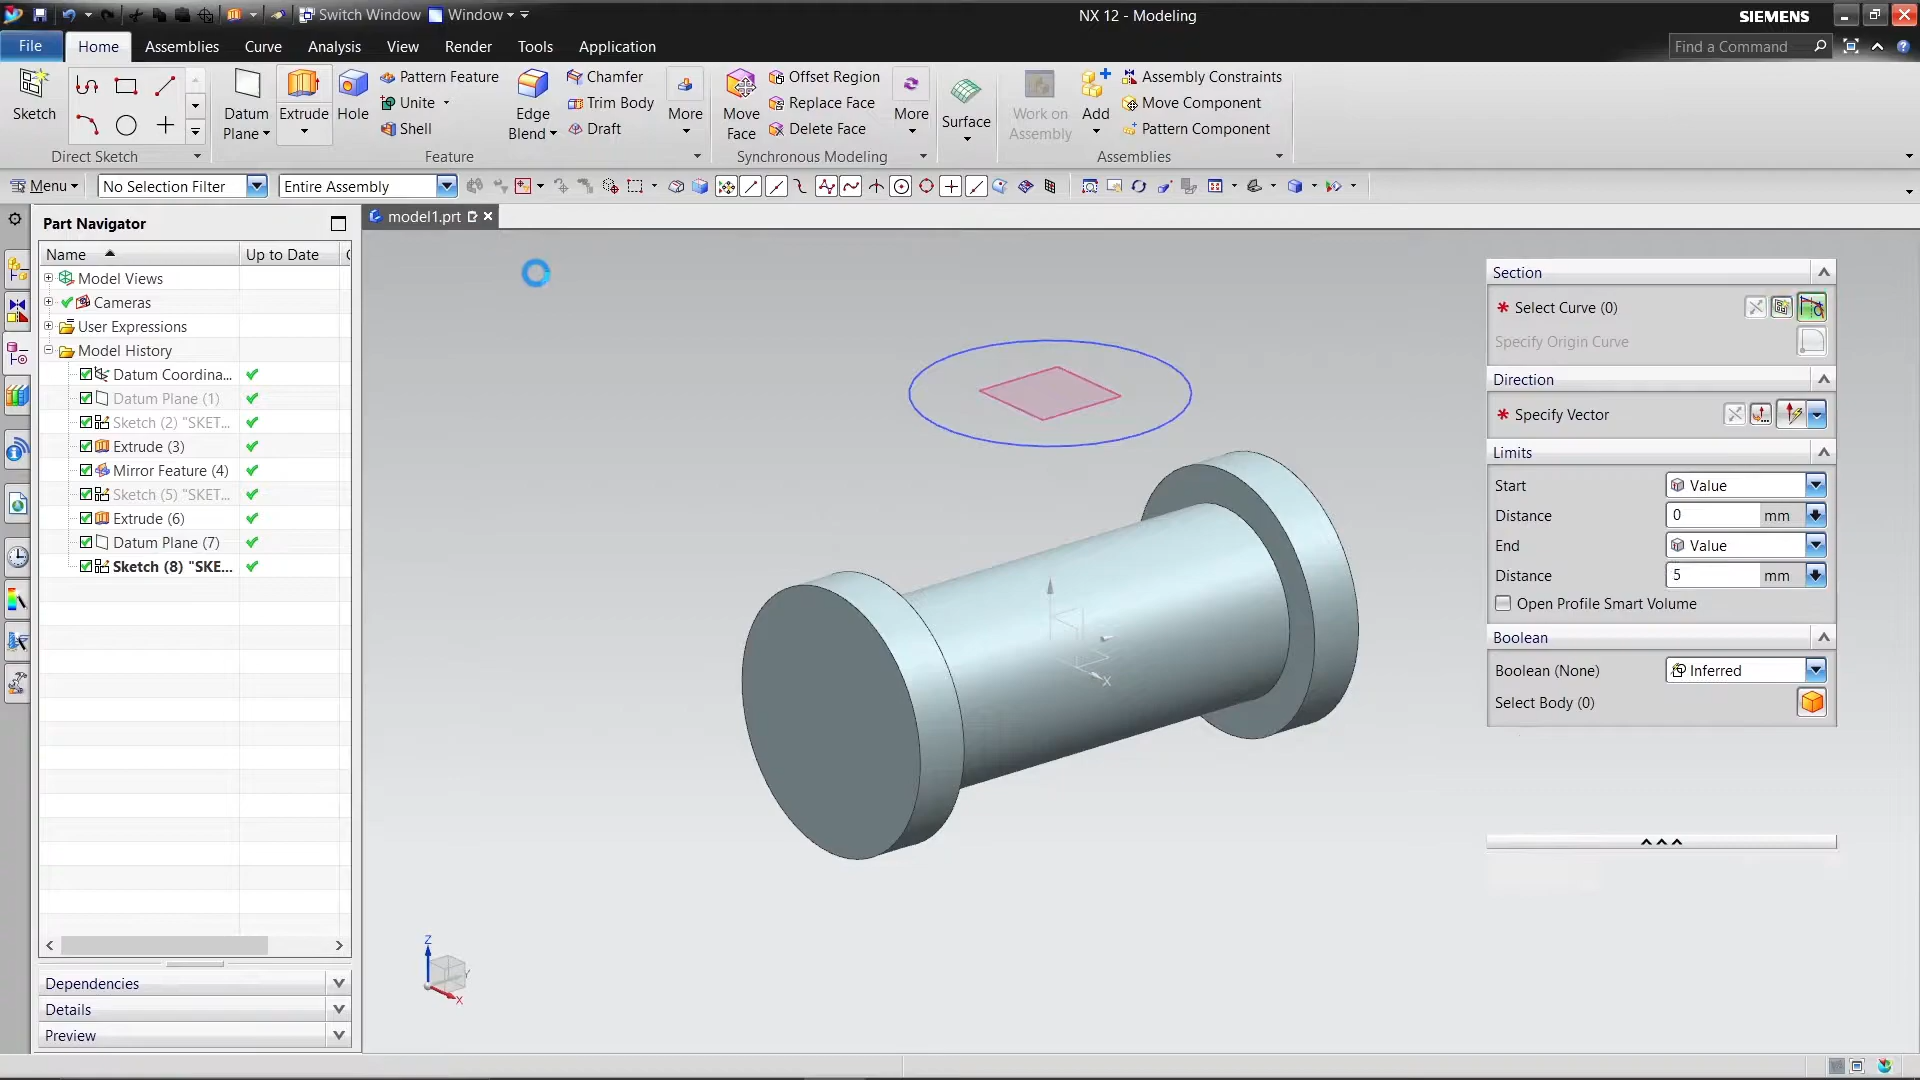 Switch Window
Window
NX 12 - Modeling
SIEMENS
File
Home
Assemblies
Curve
Analysis
View
Render
Tools
Application
Find a Command
Sketch
Direct Sketch
Datum
Plane
Extrude
Hole
Pattern Feature
Unite
Shell
Edge
Blend
Chamfer
Trim Body
Draft
More
Feature
Move
Face
Offset Region
Replace Face
Delete Face
More
Synchronous Modeling
Surface
Work on
Assembly
Add
Assembly Constraints
Move Component
Pattern Component
Assemblies
Menu
No Selection Filter
Entire Assembly
Part Navigator
model1.prt
Name
Up to Date
Model Views
Cameras
User Expressions
Model History
Datum Coordina...
Datum Plane (1)
Sketch (2) "SKET...
Extrude (3)
Mirror Feature (4)
Sketch (5) "SKET...
Extrude (6)
Datum Plane (7)
Sketch (8) "SKE...
Dependencies
Details
Preview
X
Z
Y
X
Section
* Select Curve (0)
Specify Origin Curve
Direction
* Specify Vector
Limits
Start
Value
Distance
0
mm
End
Value
Distance
5
mm
Open Profile Smart Volume
Boolean
Boolean (None)
Inferred
Select Body (0)